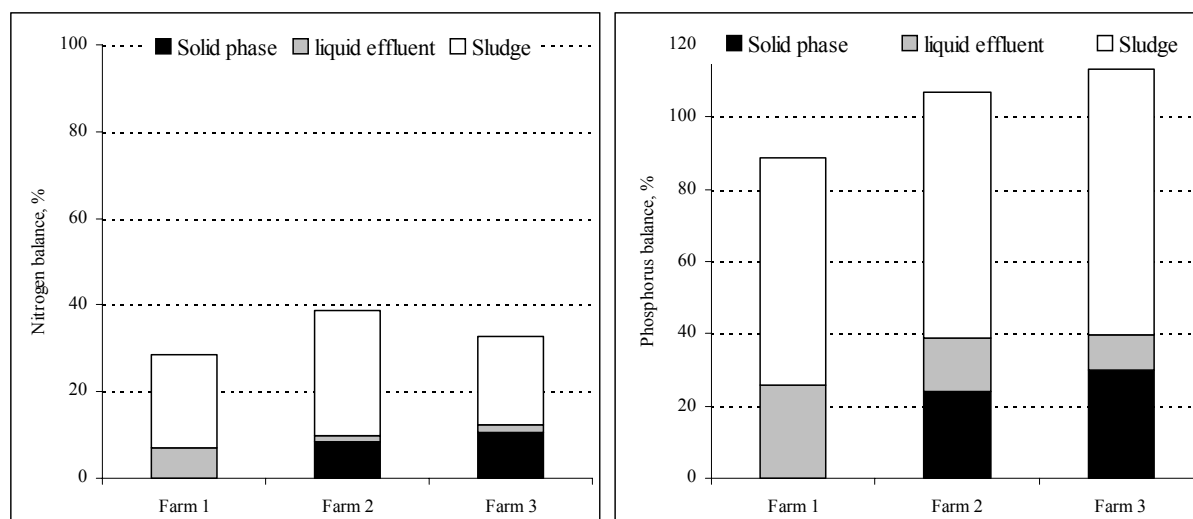 100
Solid phase
liquid effluent
Sludge
80
60
40
20
0
Nitrogen balance, %
Farm 1
Farm 2
Farm 3
120
Solid phase
liquid effluent
Sludge
100
80
60
40
20
0
Phosphorus balance, %
Farm 1
Farm 2
Farm 3